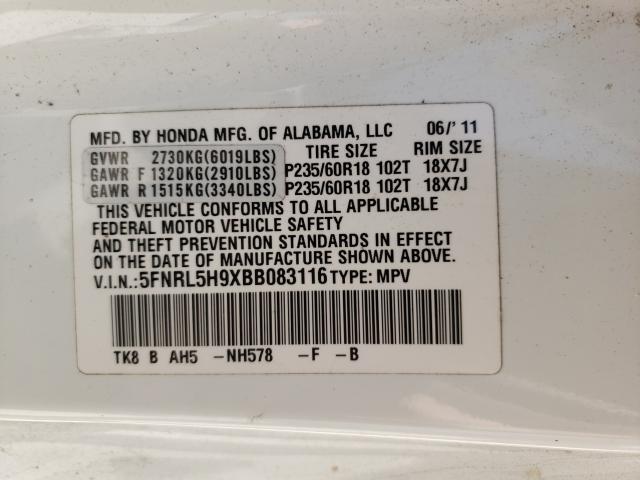 MFD. BY HONDA MFG. OF ALABAMA, LLC 06/'11
TIRE SIZE RIM SIZE
GVWR 2730KG(6019LBS)
GAWR F 1320KG(2910LBS) P235/60R18 102T 18X7J
GAWR R 1515KG(3340LBS) P235/60R18 102T 18X7J
THIS VEHICLE CONFORMS TO ALL APPLICABLE
FEDERAL MOTOR VEHICLE SAFETY
AND THEFT PREVENTION STANDARDS IN EFFECT
ON THE DATE OF MANUFACTURE SHOWN ABOVE.
V.I.N.:5FNRL5H9XBB083116 TYPE: MPV
TK8 B AH5 -NH578 -F -B